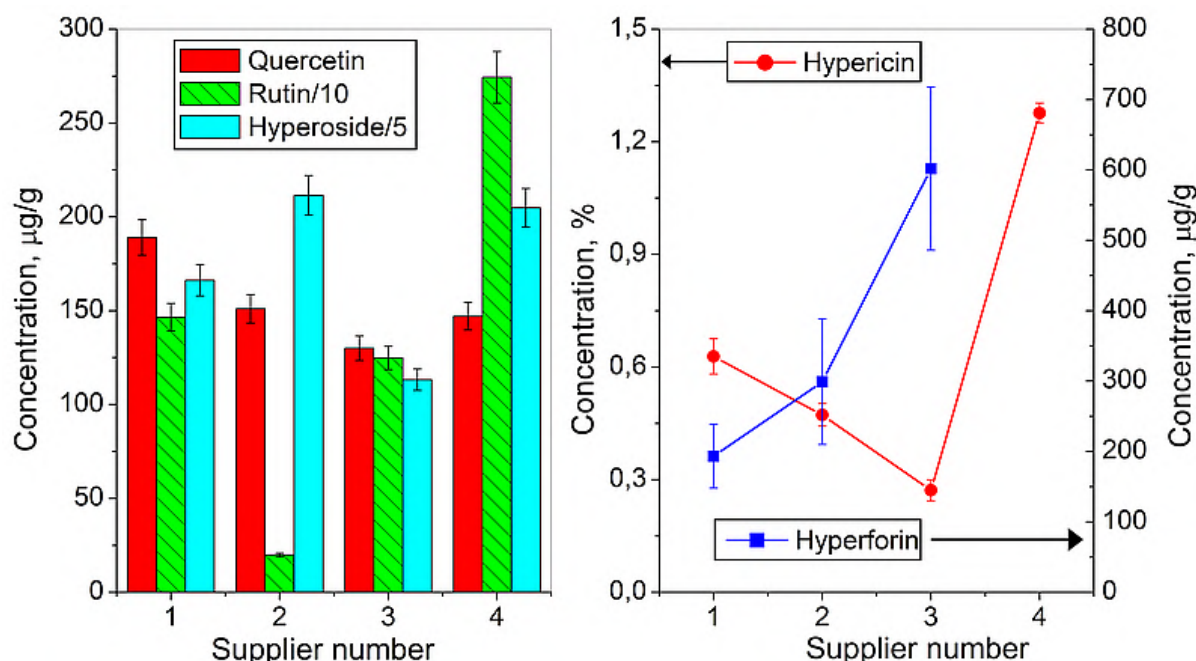 300
250
200
150
100
50
0
Concentration, µg/g
Quercetin
Rutin/10
Hyperoside/5
1 2 3 4
Supplier number
1,5
1,2
0,9
0,6
0,3
0,0
Concentration, %
Hypericin
Hyperforin
800
700
600
500
400
300
200
100
0
Concentration, µg/g
1 2 3 4
Supplier number